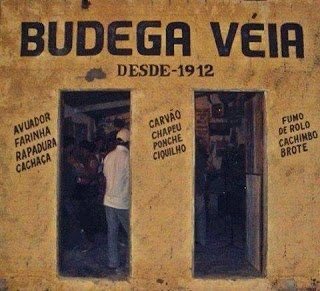 BUDEGA VÉIA
DESDE-1912
AVUADOR
FARINHA
RAPADURA
CACHAÇA
CARVÃO
CHAPEU
PONCHE
CIQUILHO
FUMO
DE ROLO
CACHIMBO
BROTE